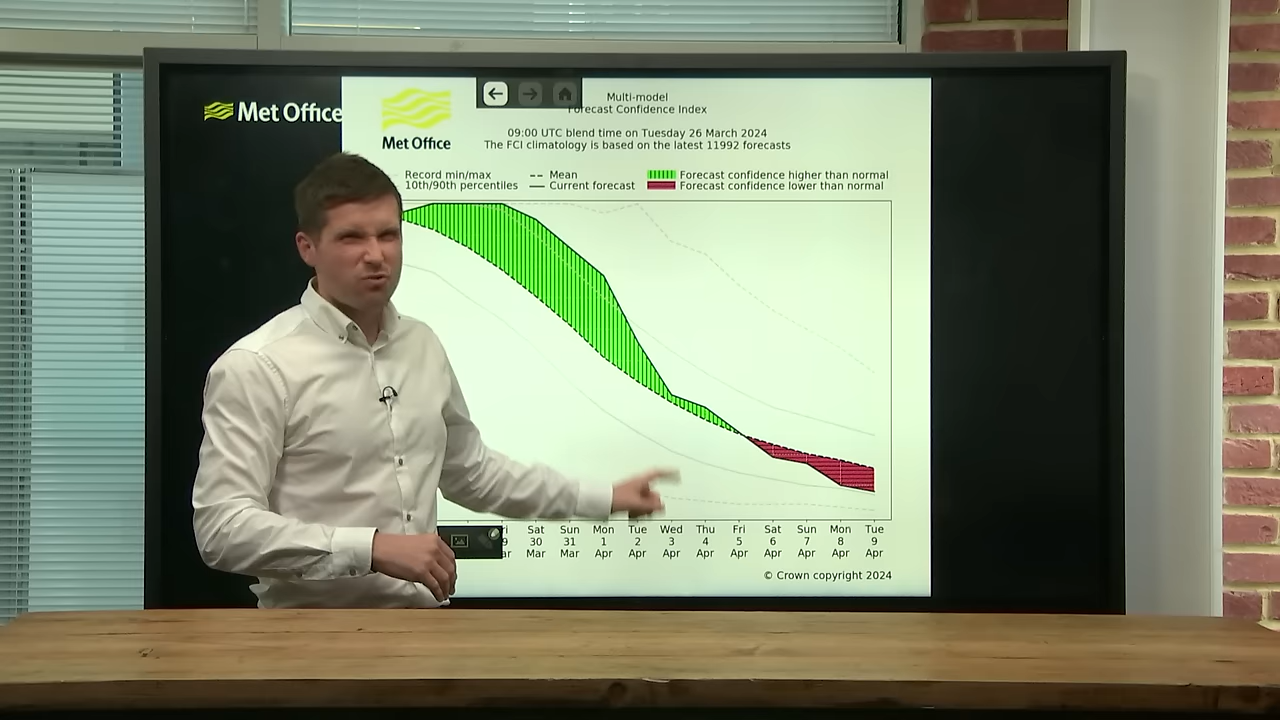 Met Office
Met Office
Multi-model
Forecast Confidence Index
09:00 UTC blend time on Tuesday 26 March 2024
The FCI climatology is based on the latest 11992 forecasts
Record min/max
10th/90th percentiles
Mean
Current forecast
Forecast confidence higher than normal
Forecast confidence lower than normal
Sat Sun Mon Tue Wed Thu Fri Sat Sun Mon Tue
30 31 1 2 3 4 5 6 7 8 9
Mar Mar Apr Apr Apr Apr Apr Apr Apr Apr Apr
© Crown copyright 2024